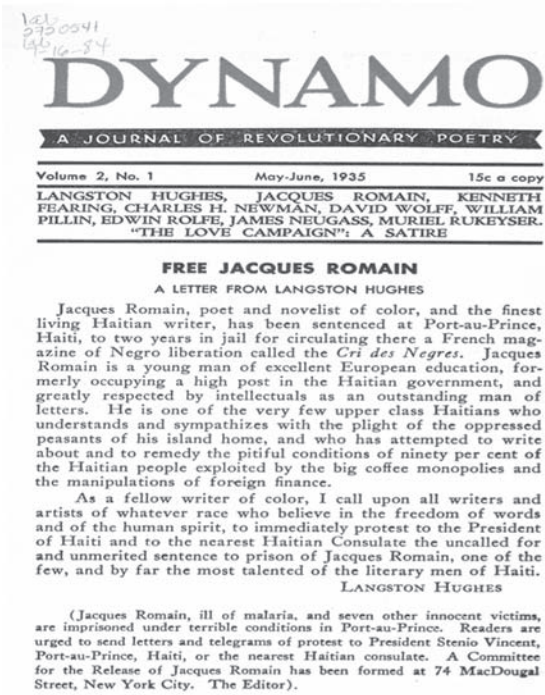 DYNAMO
A JOURNAL OF REVOLUTIONARY POETRY
Volume 2, No. 1 May-June, 1935 15c a copy
LANGSTON HUGHES, JACQUES ROMAIN, KENNETH
FEARING, CHARLES H. NEWMAN, DAVID WOLFF, WILLIAM
PILLIN, EDWIN ROLFE, JAMES NEUGASS, MURIEL RUKEYSER.
"THE LOVE CAMPAIGN": A SATIRE
FREE JACQUES ROMAIN
A LETTER FROM LANGSTON HUGHES
Jacques Romain, poet and novelist of color, and the finest
living Haitian writer, has been sentenced at Port-au-Prince,
Haiti, to two years in jail for circulating there a French mag-
azine of Negro liberation called the Cri des Negres. Jacques
Romain is a young man of excellent European education, for-
merly occupying a high post in the Haitian government, and
greatly respected by intellectuals as an outstanding man of
letters. He is one of the very few upper class Haitians who
understands and sympathizes with the plight of the oppressed
peasants of his island home, and who has attempted to write
about and to remedy the pitiful conditions of ninety per cent of
the Haitian people exploited by the big coffee monopolies and
the manipulations of foreign finance.
As a fellow writer of color, I call upon all writers and
artists of whatever race who believe in the freedom of words
and of the human spirit, to immediately protest to the President
of Haiti and to the nearest Haitian Consulate the uncalled for
and unmerited sentence to prison of Jacques Romain, one of the
few, and by far the most talented of the literary men of Haiti.
LANGSTON HUGHES
(Jacques Romain, ill of malaria, and seven other innocent victims,
are imprisoned under terrible conditions in Port-au-Prince. Readers are
urged to send letters and telegrams of protest to President Stenio Vincent,
Port-au-Prince, Haiti, or the nearest Haitian consulate. A Committee
for the Release of Jacques Romain has been formed at 74 MacDougal
Street, New York City. The Editor).